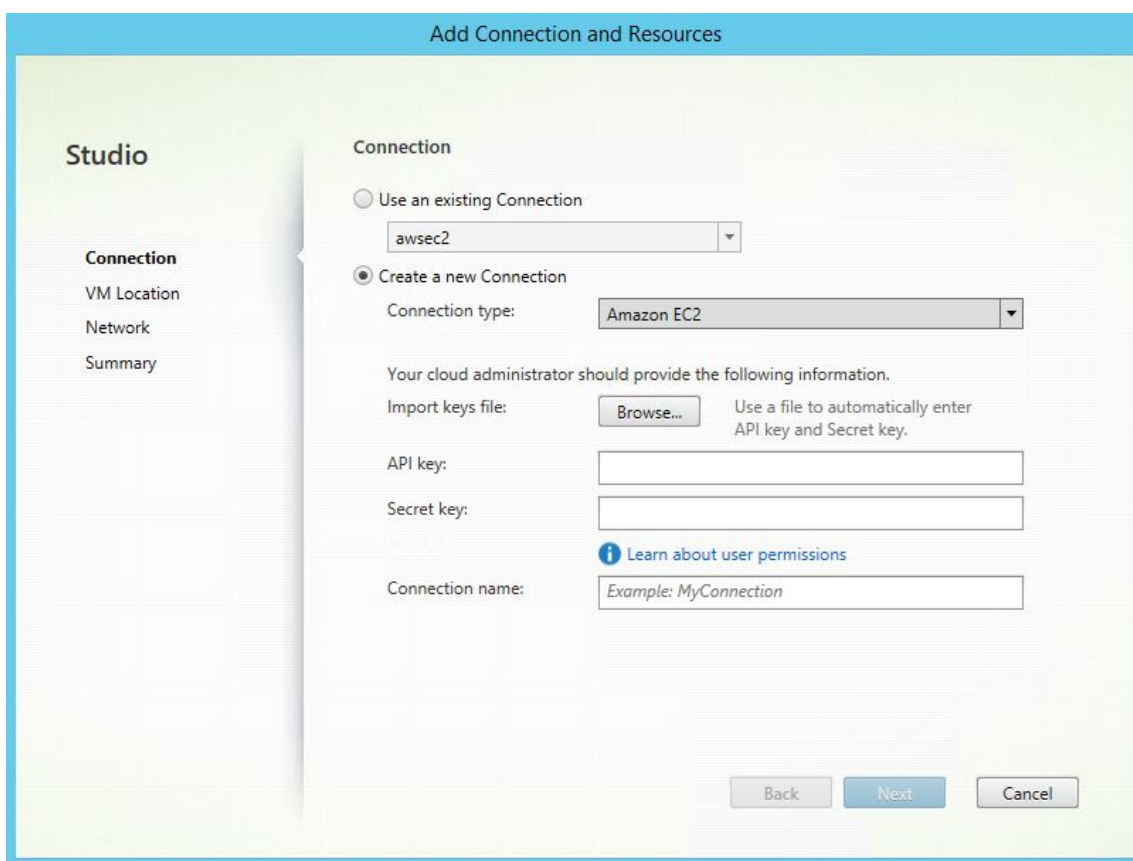 Add Connection and Resources
Studio
Connection
VM Location
Network
Summary
Connection
Use an existing Connection
awsec2
Create a new Connection
Connection type:
Amazon EC2
Your cloud administrator should provide the following information.
Import keys file:
Browse...
Use a file to automatically enter
API key and Secret key.
API key:
Secret key:
Learn about user permissions
Connection name:
Example: MyConnection
Back
Next
Cancel